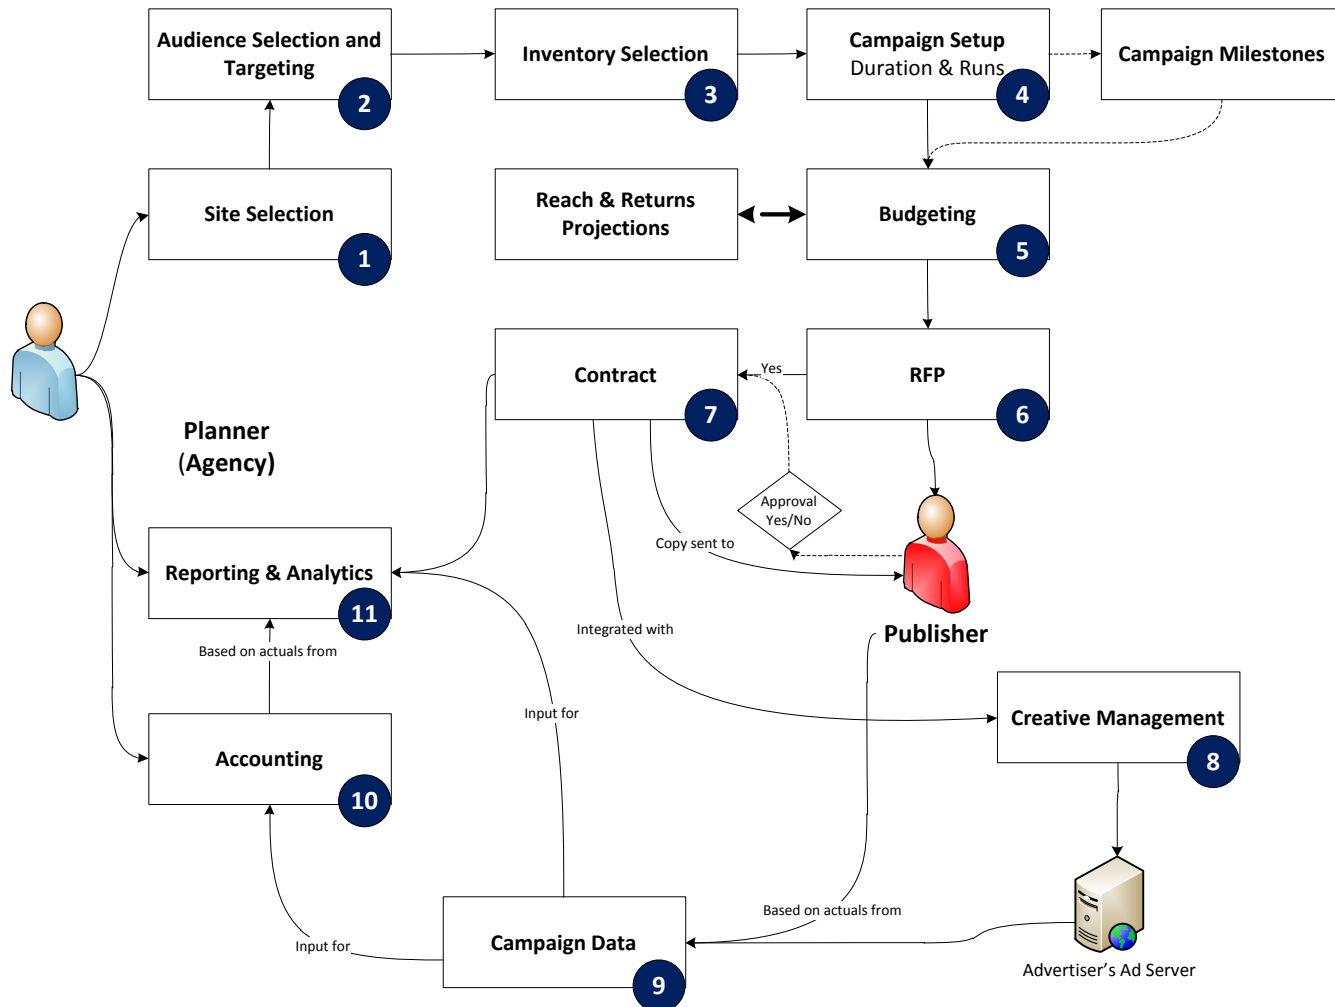 Audience Selection and
Targeting
2
Inventory Selection
3
Campaign Setup
Duration & Runs
4
Campaign Milestones
Site Selection
1
Reach & Returns
Projections
Budgeting
5
Contract
7
Yes
RFP
6
Planner
(Agency)
Approval
Yes/No
Copy sent to
Reporting & Analytics
11
Integrated with
Publisher
Based on actuals from
Input for
Creative Management
8
Accounting
10
Based on actuals from
Input for
Campaign Data
9
Advertiser’s Ad Server